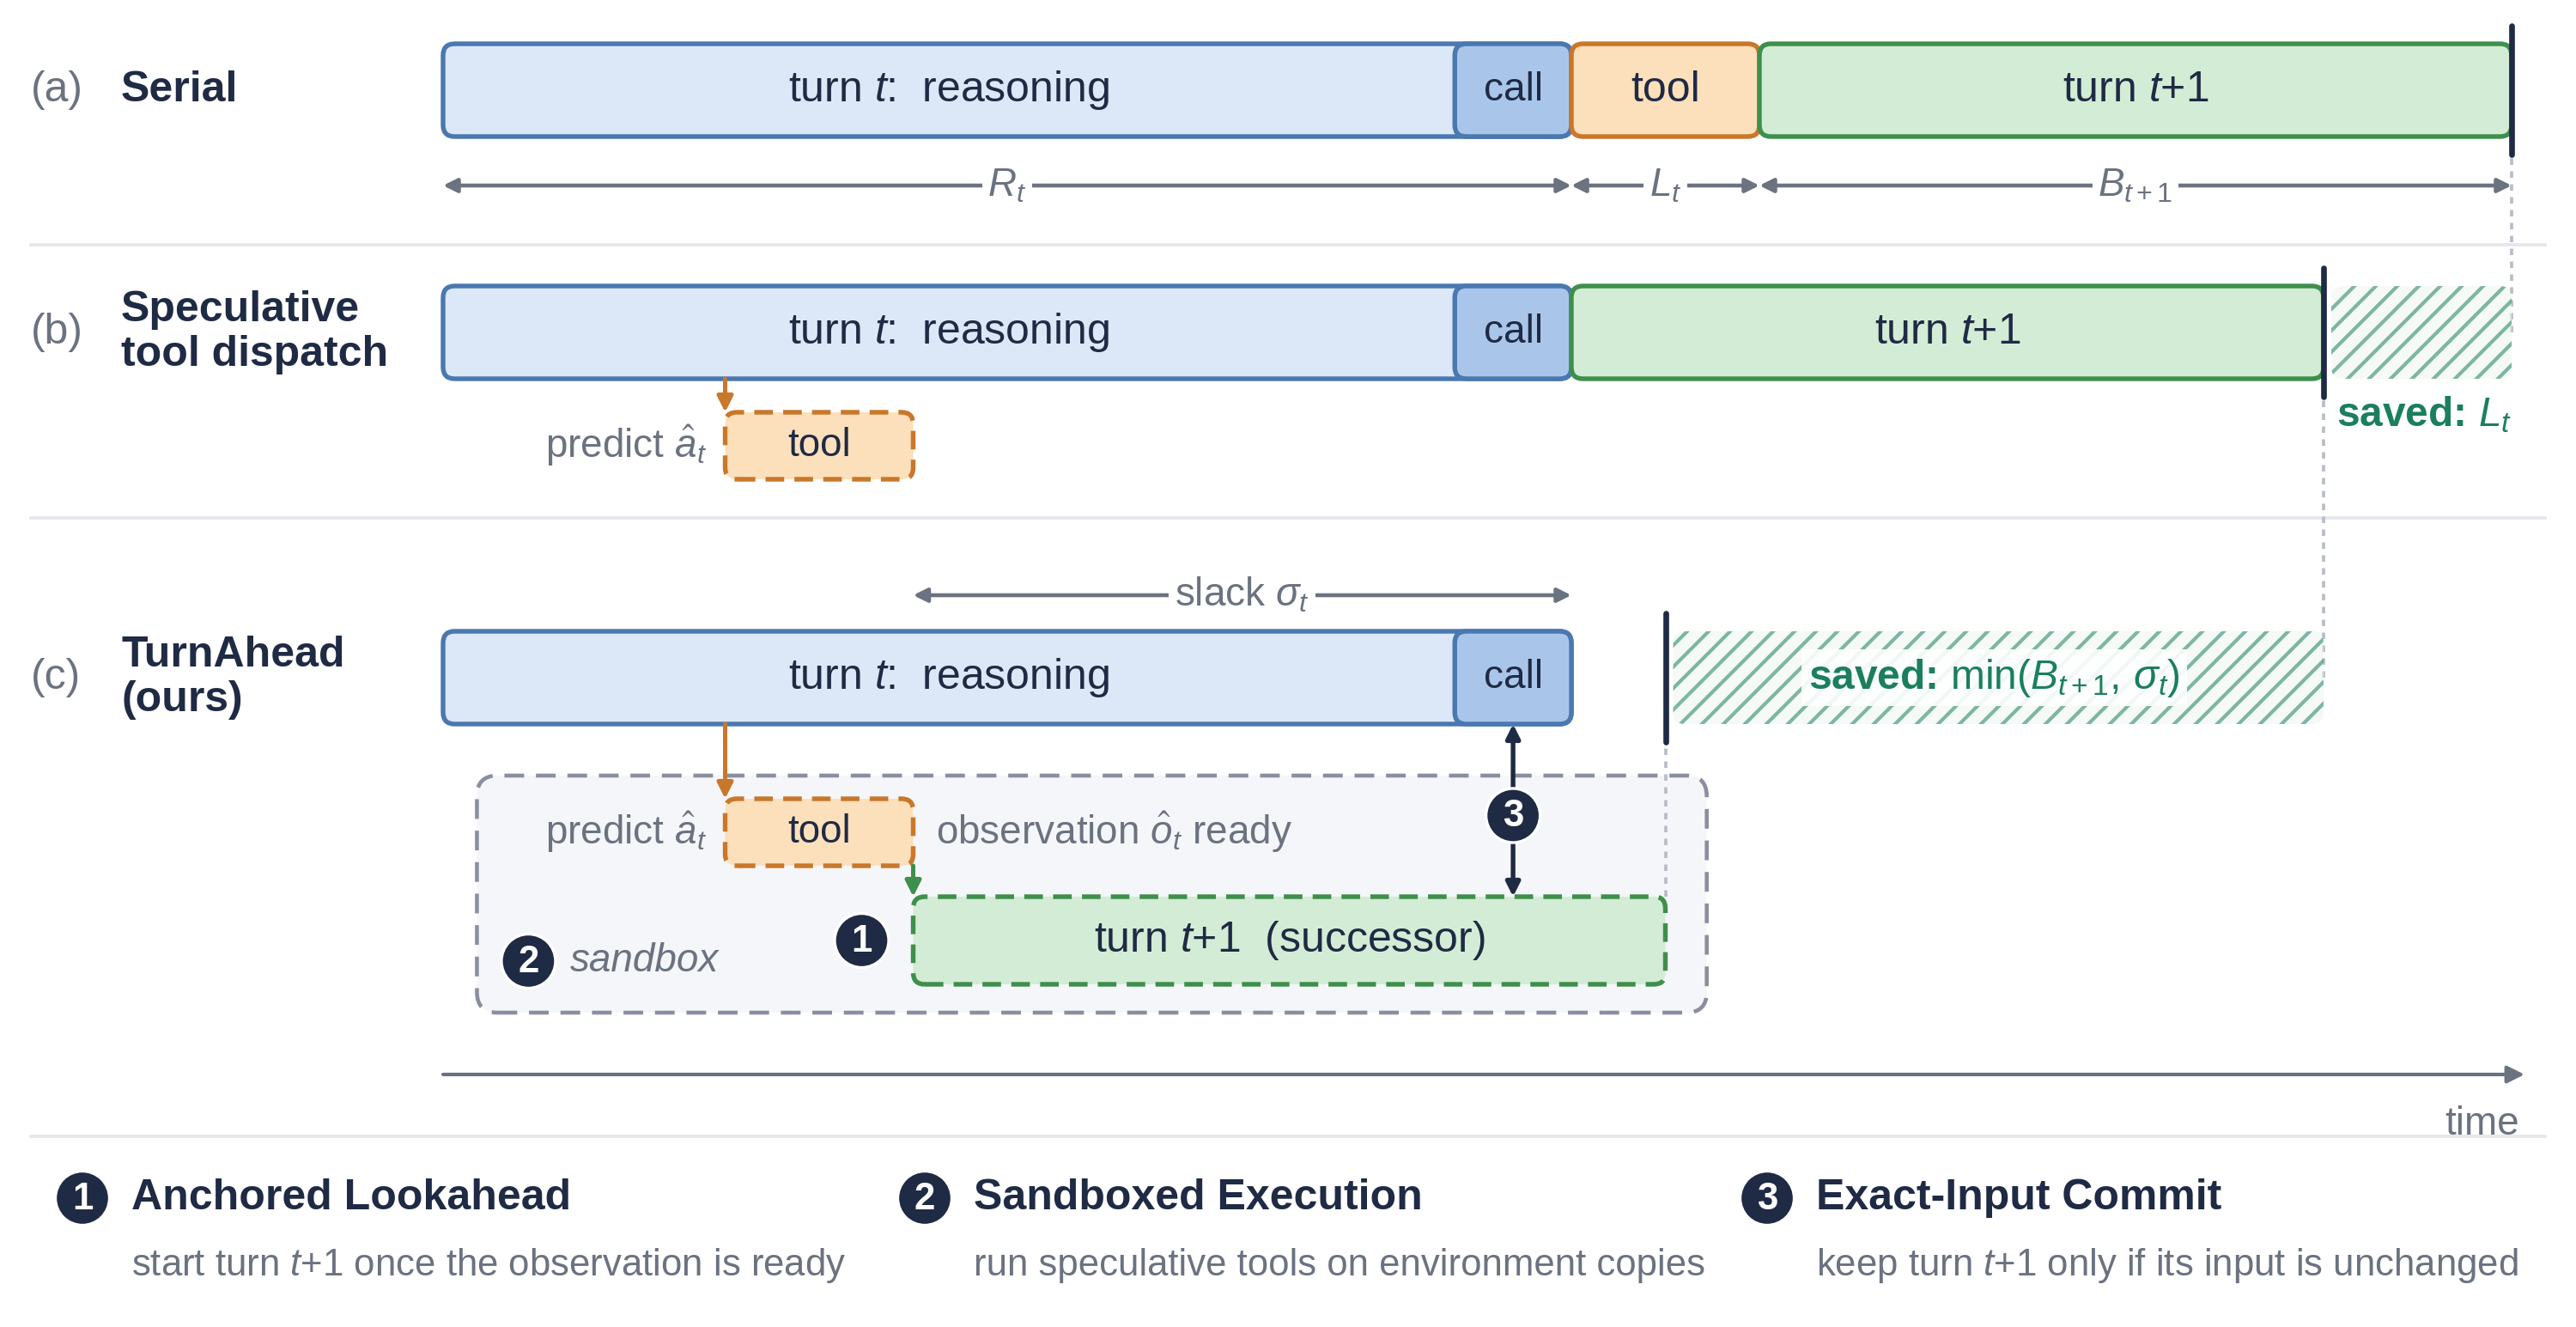 (a) Serial
turn t: reasoning
call
tool
turn t+1
R_t
L_t
B_{t+1}
(b) Speculative
tool dispatch
turn t: reasoning
call
turn t+1
saved: L_t
predict â_t
tool
slack σ_t
(c) TurnAhead
(ours)
turn t: reasoning
call
saved: min(B_{t+1}, σ_t)
predict â_t
tool
observation ô_t ready
3
1
turn t+1 (successor)
2 sandbox
time
1 Anchored Lookahead
start turn t+1 once the observation is ready
2 Sandboxed Execution
run speculative tools on environment copies
3 Exact-Input Commit
keep turn t+1 only if its input is unchanged